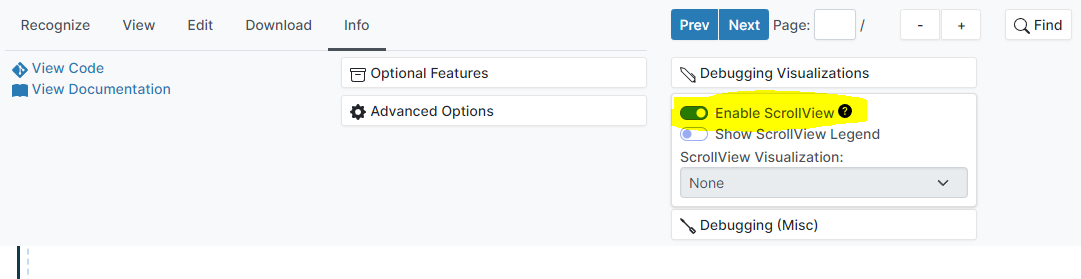 Recognize View Edit Download Info Prev Next Page: / - + Find
View Code
View Documentation
Optional Features
Advanced Options
Debugging Visualizations
Enable ScrollView ?
Show ScrollView Legend
ScrollView Visualization:
None
Debugging (Misc)